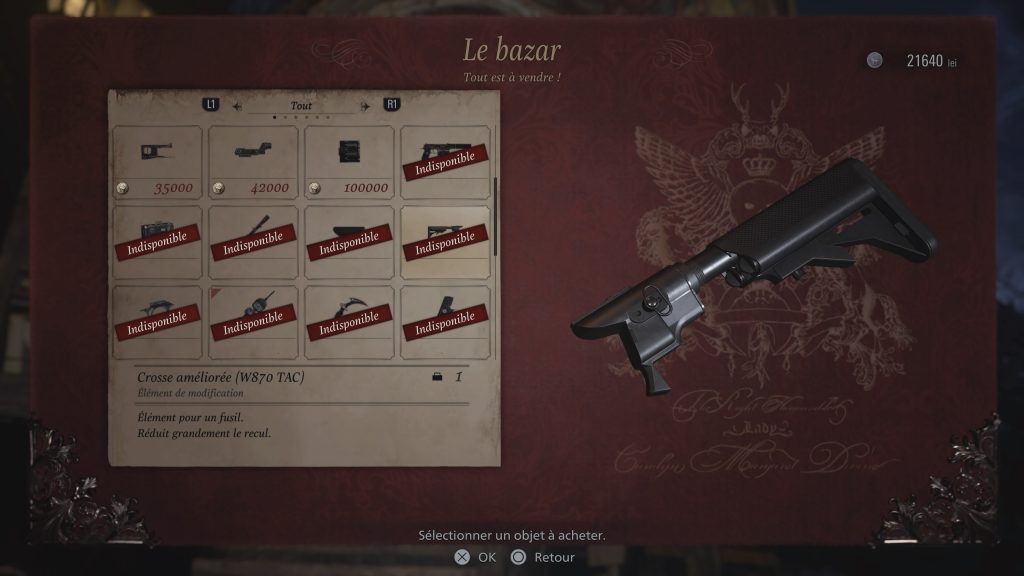 Le bazar
Tout est à vendre !
21640 lei
L1 Tout R1
35000 42000 100000 Indisponible
Indisponible Indisponible Indisponible Indisponible
Indisponible Indisponible Indisponible Indisponible
Crosse améliorée (W870 TAC) 1
Élément de modification
Élément pour un fusil.
Réduit grandement le recul.
Lady
Sélectionner un objet à acheter.
OK Retour